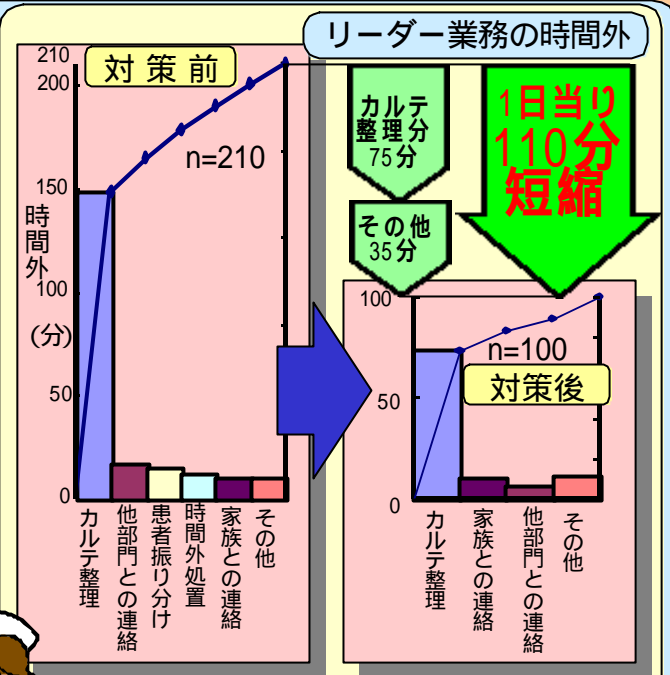 リーダー業務の時間外
対策前
210
200
150
100
50
0
時間外
(分)
n=210
カルテ整理
他部門との連絡
患者振り分け
時間外処置
家族との連絡
その他
カルテ
整理分
75分
その他
35分
1日当り
110分
短縮
100
50
0
n=100
対策後
カルテ整理
家族との連絡
他部門との連絡
その他